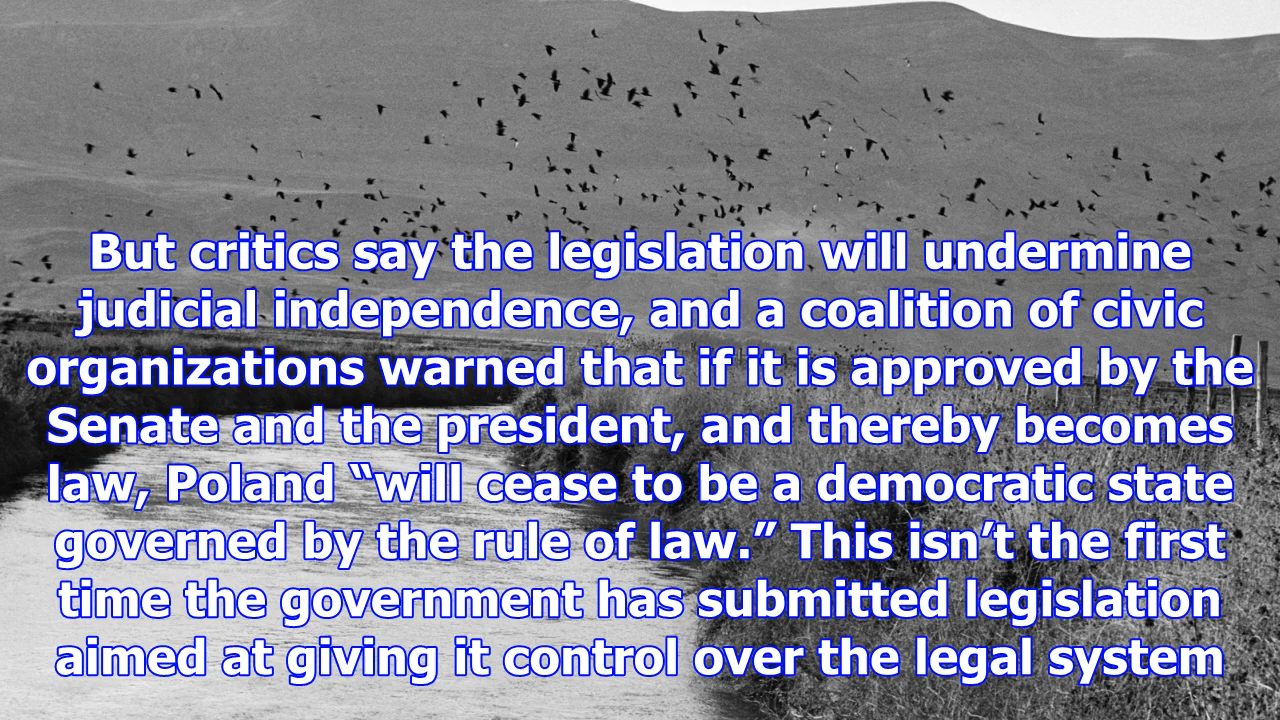 But critics say the legislation will undermine
judicial independence, and a coalition of civic
organizations warned that if it is approved by the
Senate and the president, and thereby becomes
law, Poland “will cease to be a democratic state
governed by the rule of law.” This isn’t the first
time the government has submitted legislation
aimed at giving it control over the legal system